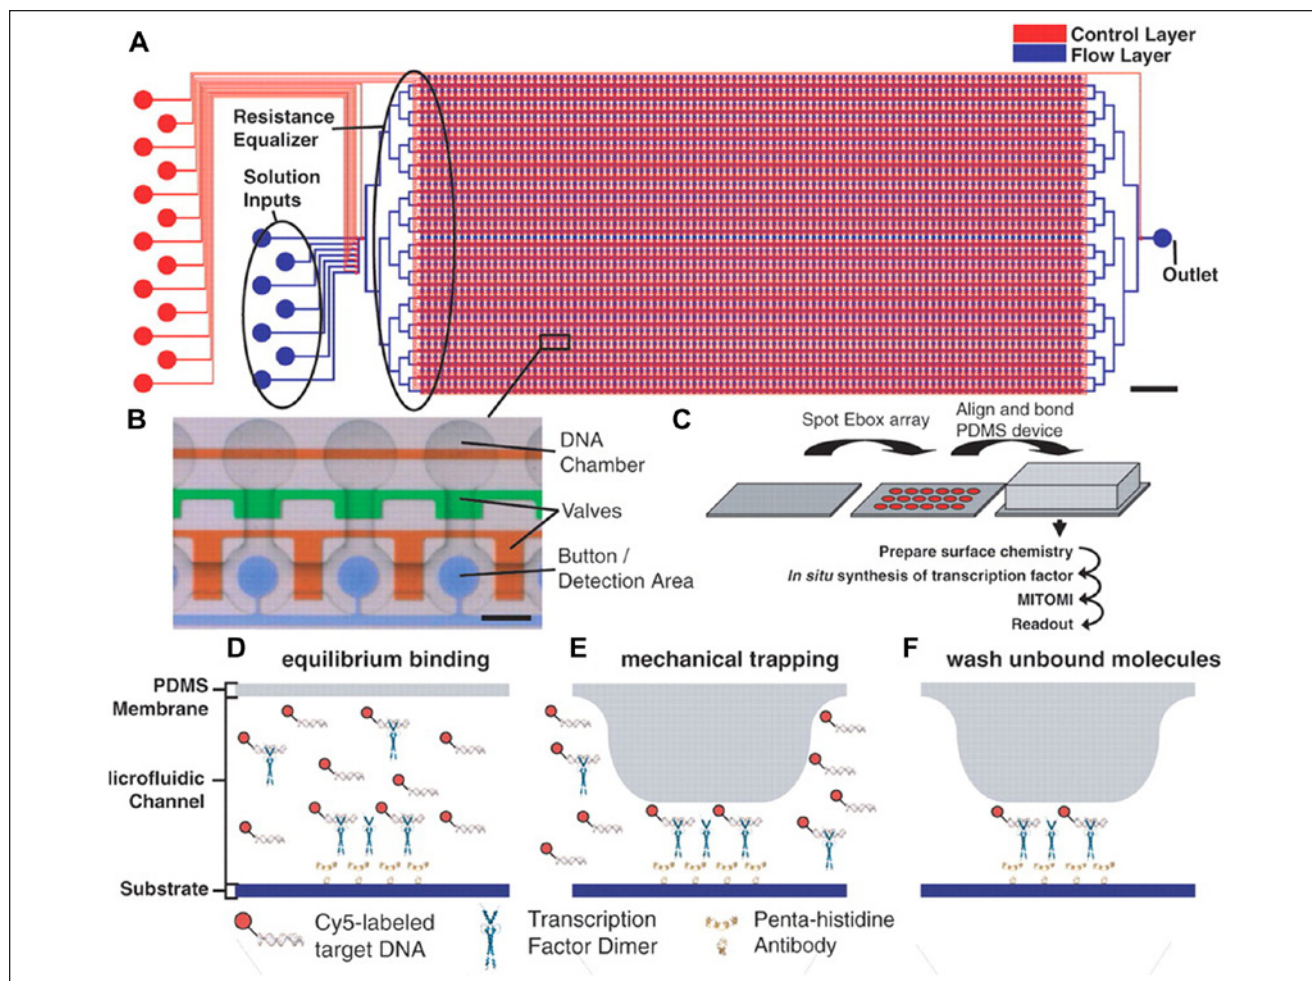 A
Control Layer
Flow Layer
Resistance
Equalizer
Solution
Inputs
Outlet
B
DNA
Chamber
Valves
Button /
Detection Area
C
Spot Ebox array
Align and bond
PDMS device
Prepare surface chemistry
In situ synthesis of transcription factor
MITOMI
Readout
D
equilibrium binding
E
mechanical trapping
F
wash unbound molecules
PDMS
Membrane
licrofluidic
Channel
Substrate
Cy5-labeled
target DNA
Transcription
Factor Dimer
Penta-histidine
Antibody